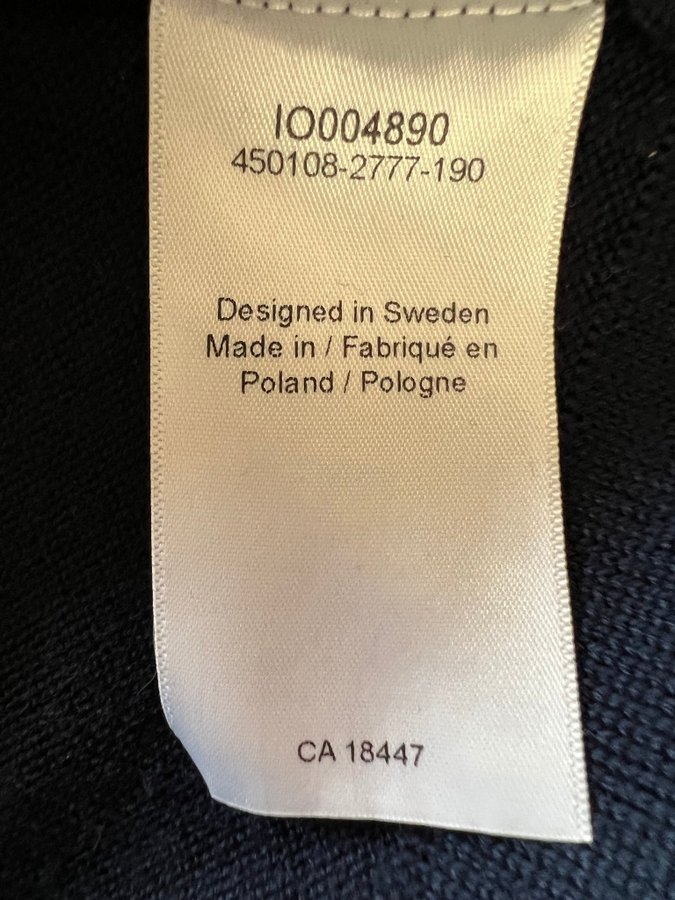 IO004890
450108-2777-190
Designed in Sweden
Made in / Fabriqué en
Poland / Pologne
CA 18447